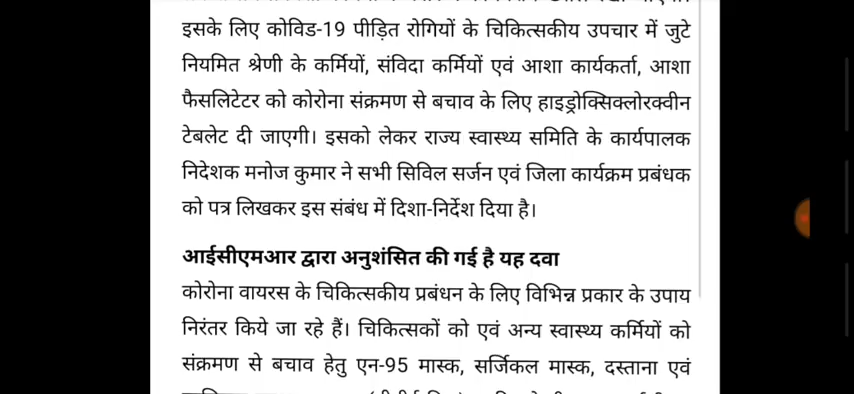 इसके लिए कोविड-19 पीड़ित रोगियों के चिकित्सकीय उपचार में जुटे
नियमित श्रेणी के कर्मियों, संविदा कर्मियों एवं आशा कार्यकर्ता, आशा
फैसलिटेटर को कोरोना संक्रमण से बचाव के लिए हाइड्रोक्सिक्लोरक्वीन
टेबलेट दी जाएगी। इसको लेकर राज्य स्वास्थ्य समिति के कार्यपालक
निदेशक मनोज कुमार ने सभी सिविल सर्जन एवं जिला कार्यक्रम प्रबंधक
को पत्र लिखकर इस संबंध में दिशा-निर्देश दिया है।
आईसीएमआर द्वारा अनुशंसित की गई है यह दवा
कोरोना वायरस के चिकित्सकीय प्रबंधन के लिए विभिन्न प्रकार के उपाय
निरंतर किये जा रहे हैं। चिकित्सकों को एवं अन्य स्वास्थ्य कर्मियों को
संक्रमण से बचाव हेतु एन-95 मास्क, सर्जिकल मास्क, दस्ताना एवं